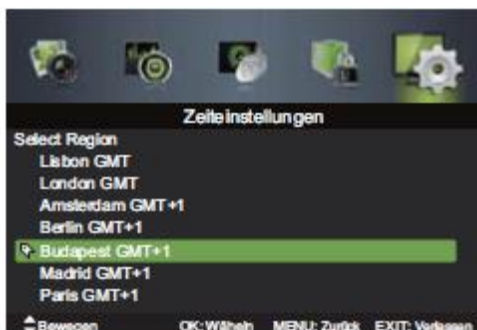 Zeiteinstellungen
Select Region
Lisbon GMT
London GMT
Amsterdam GMT+1
Berlin GMT+1
Budapest GMT+1
Madrid GMT+1
Paris GMT+1
Bewegen OK: Wälheln MENU: Zurück EXIT: Verlassen